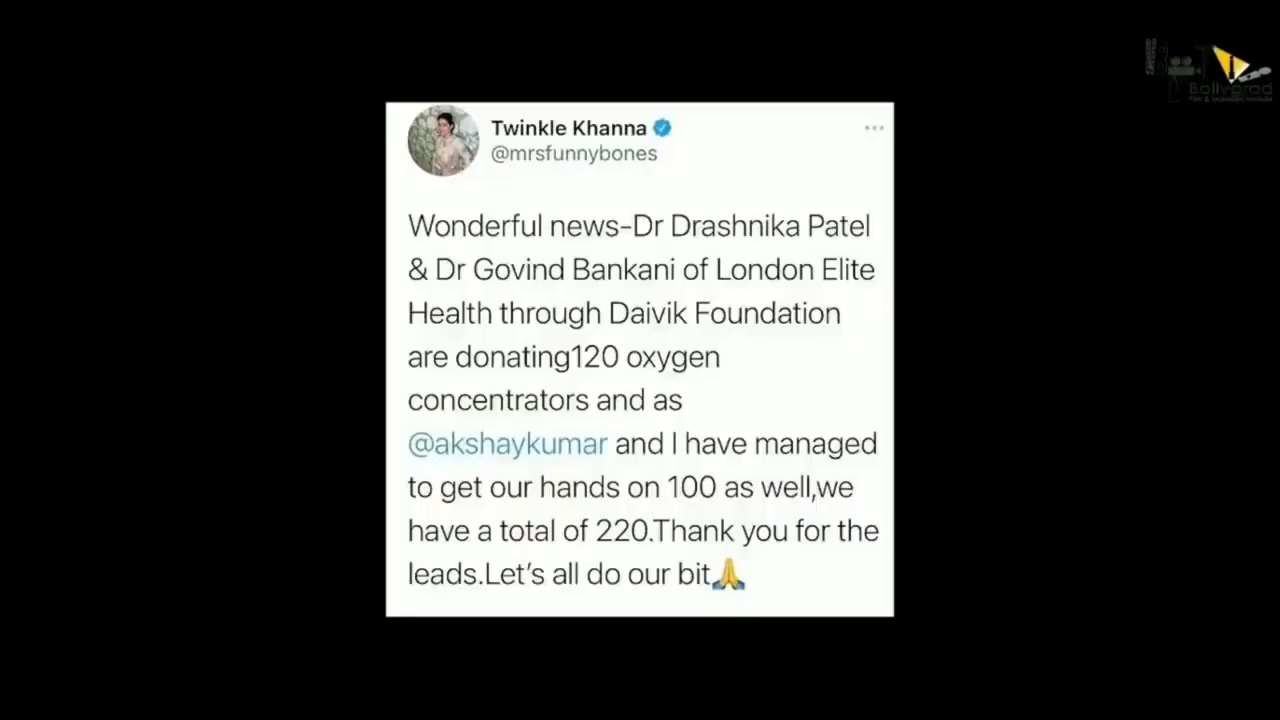 Twinkle Khanna
@mrsfunnybones
Wonderful news-Dr Drashnika Patel
& Dr Govind Bankani of London Elite
Health through Daivik Foundation
are donating120 oxygen
concentrators and as
@akshaykumar and I have managed
to get our hands on 100 as well,we
have a total of 220.Thank you for the
leads.Let's all do our bit🙏